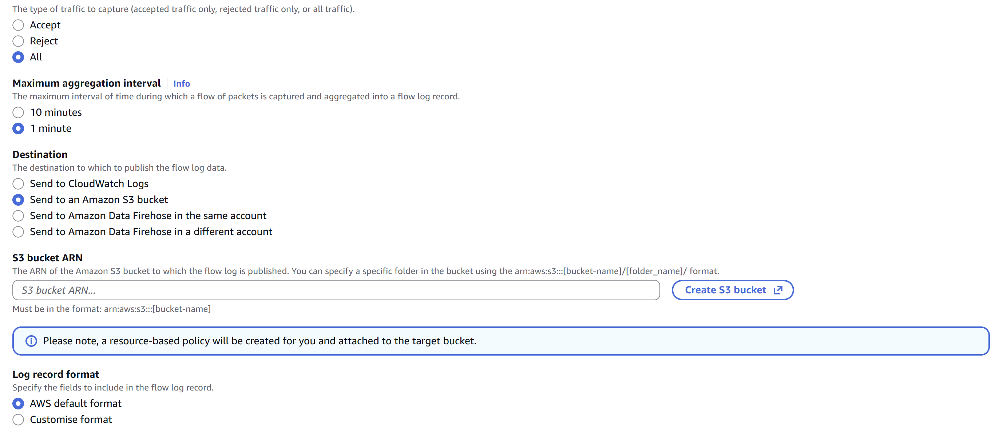 The type of traffic to capture (accepted traffic only, rejected traffic only, or all traffic).
Accept
Reject
All
Maximum aggregation interval Info
The maximum interval of time during which a flow of packets is captured and aggregated into a flow log record.
10 minutes
1 minute
Destination
The destination to which to publish the flow log data.
Send to CloudWatch Logs
Send to an Amazon S3 bucket
Send to Amazon Data Firehose in the same account
Send to Amazon Data Firehose in a different account
S3 bucket ARN
The ARN of the Amazon S3 bucket to which the flow log is published. You can specify a specific folder in the bucket using the arn:aws:s3:::[bucket-name]/[folder_name]/ format.
S3 bucket ARN... Create S3 bucket
Must be in the format: arn:aws:s3:::[bucket-name]
Please note, a resource-based policy will be created for you and attached to the target bucket.
Log record format
Specify the fields to include in the flow log record.
AWS default format
Customise format